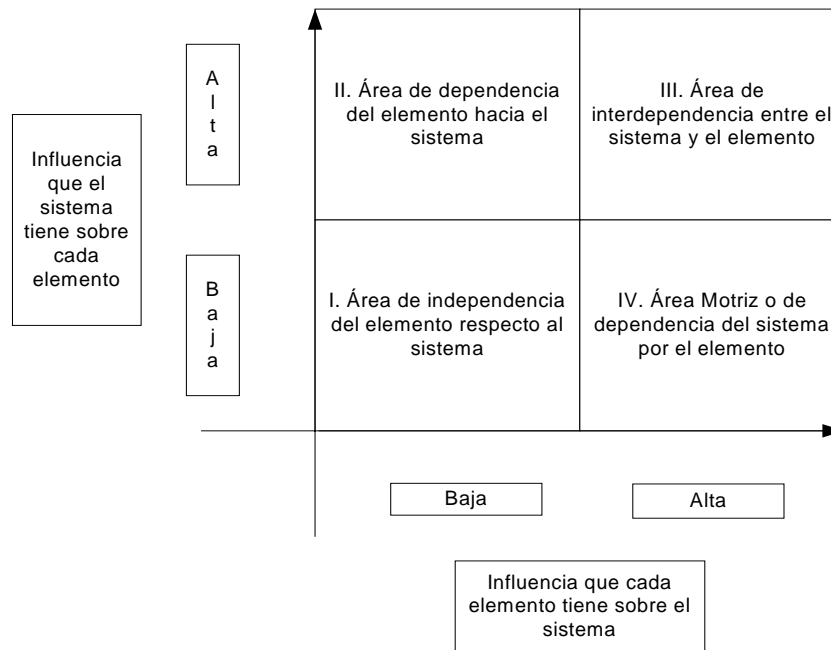 A
l
t
a
II. Área de dependencia
del elemento hacia el
sistema
III. Área de
interdependencia entre el
sistema y el elemento
Influencia
que el
sistema
tiene sobre
cada
elemento
B
a
j
a
I. Área de independencia
del elemento respecto al
sistema
IV. Área Motriz o de
dependencia del sistema
por el elemento
Baja
Alta
Influencia que cada
elemento tiene sobre el
sistema